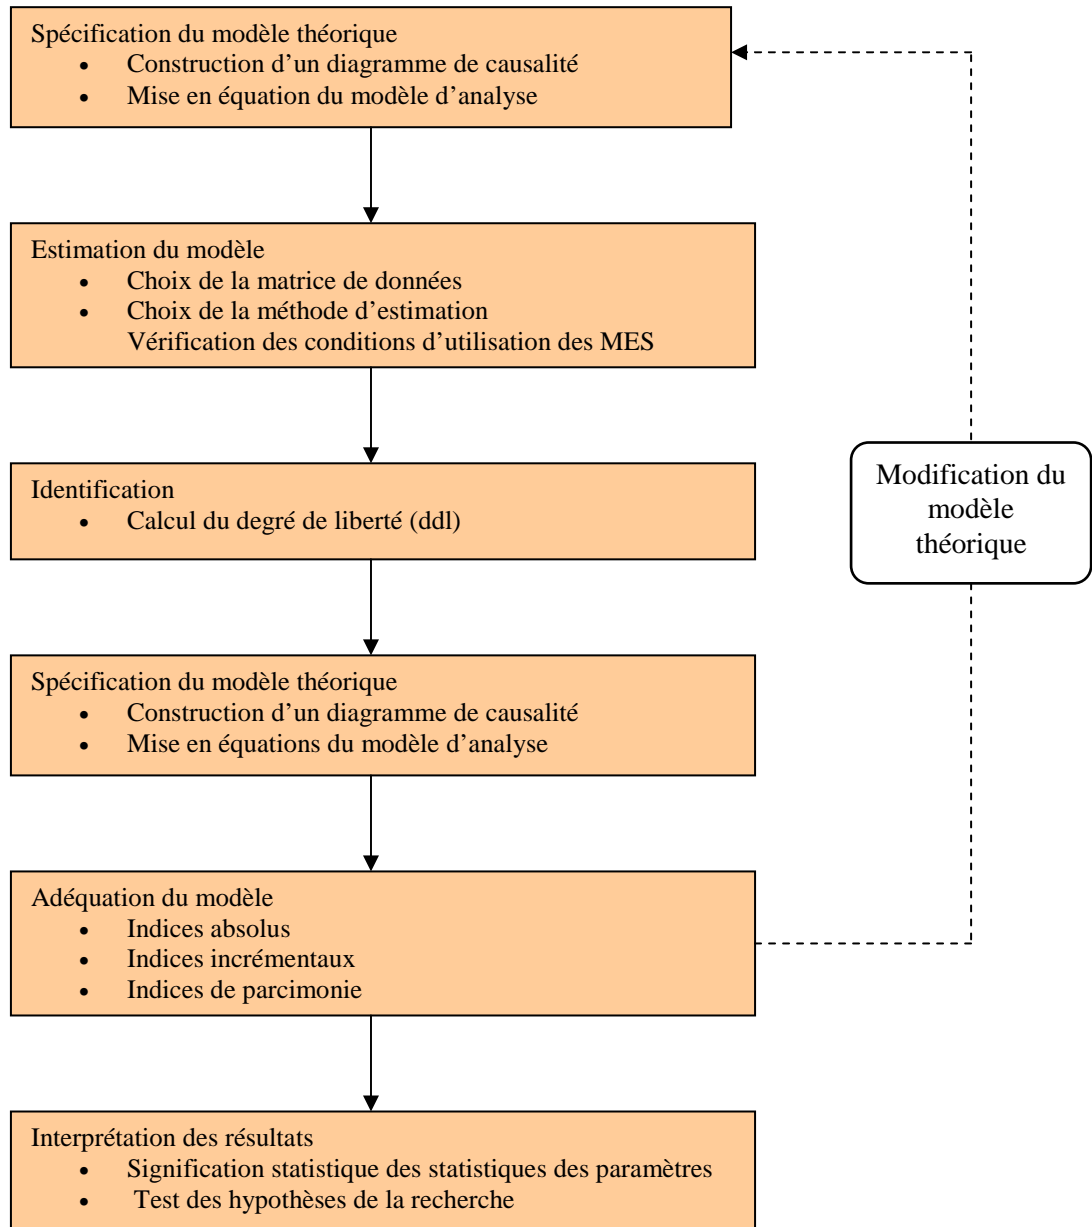 Spécification du modèle théorique
• Construction d’un diagramme de causalité
• Mise en équation du modèle d’analyse
Estimation du modèle
• Choix de la matrice de données
• Choix de la méthode d’estimation
Vérification des conditions d’utilisation des MES
Identification
• Calcul du degré de liberté (ddl)
Modification du
modèle
théorique
Spécification du modèle théorique
• Construction d’un diagramme de causalité
• Mise en équations du modèle d’analyse
Adéquation du modèle
• Indices absolus
• Indices incrémentaux
• Indices de parcimonie
Interprétation des résultats
• Signification statistique des statistiques des paramètres
• Test des hypothèses de la recherche